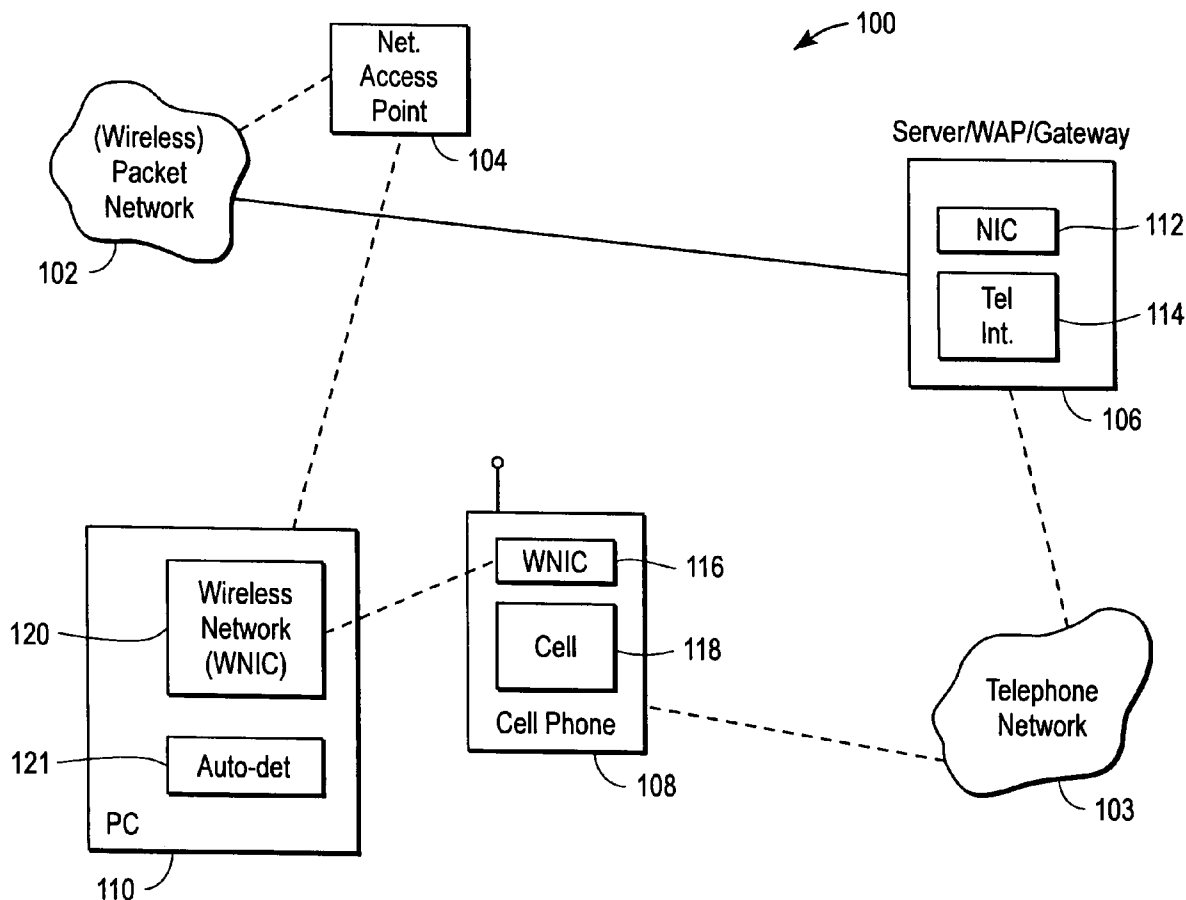 100
Net.
Access
Point
104
(Wireless)
Packet
Network
102
Server/WAP/Gateway
NIC
112
Tel
Int.
114
106
WNIC
116
Cell
118
Cell Phone
108
Wireless
Network
(WNIC)
120
Auto-det
121
PC
110
Telephone
Network
103